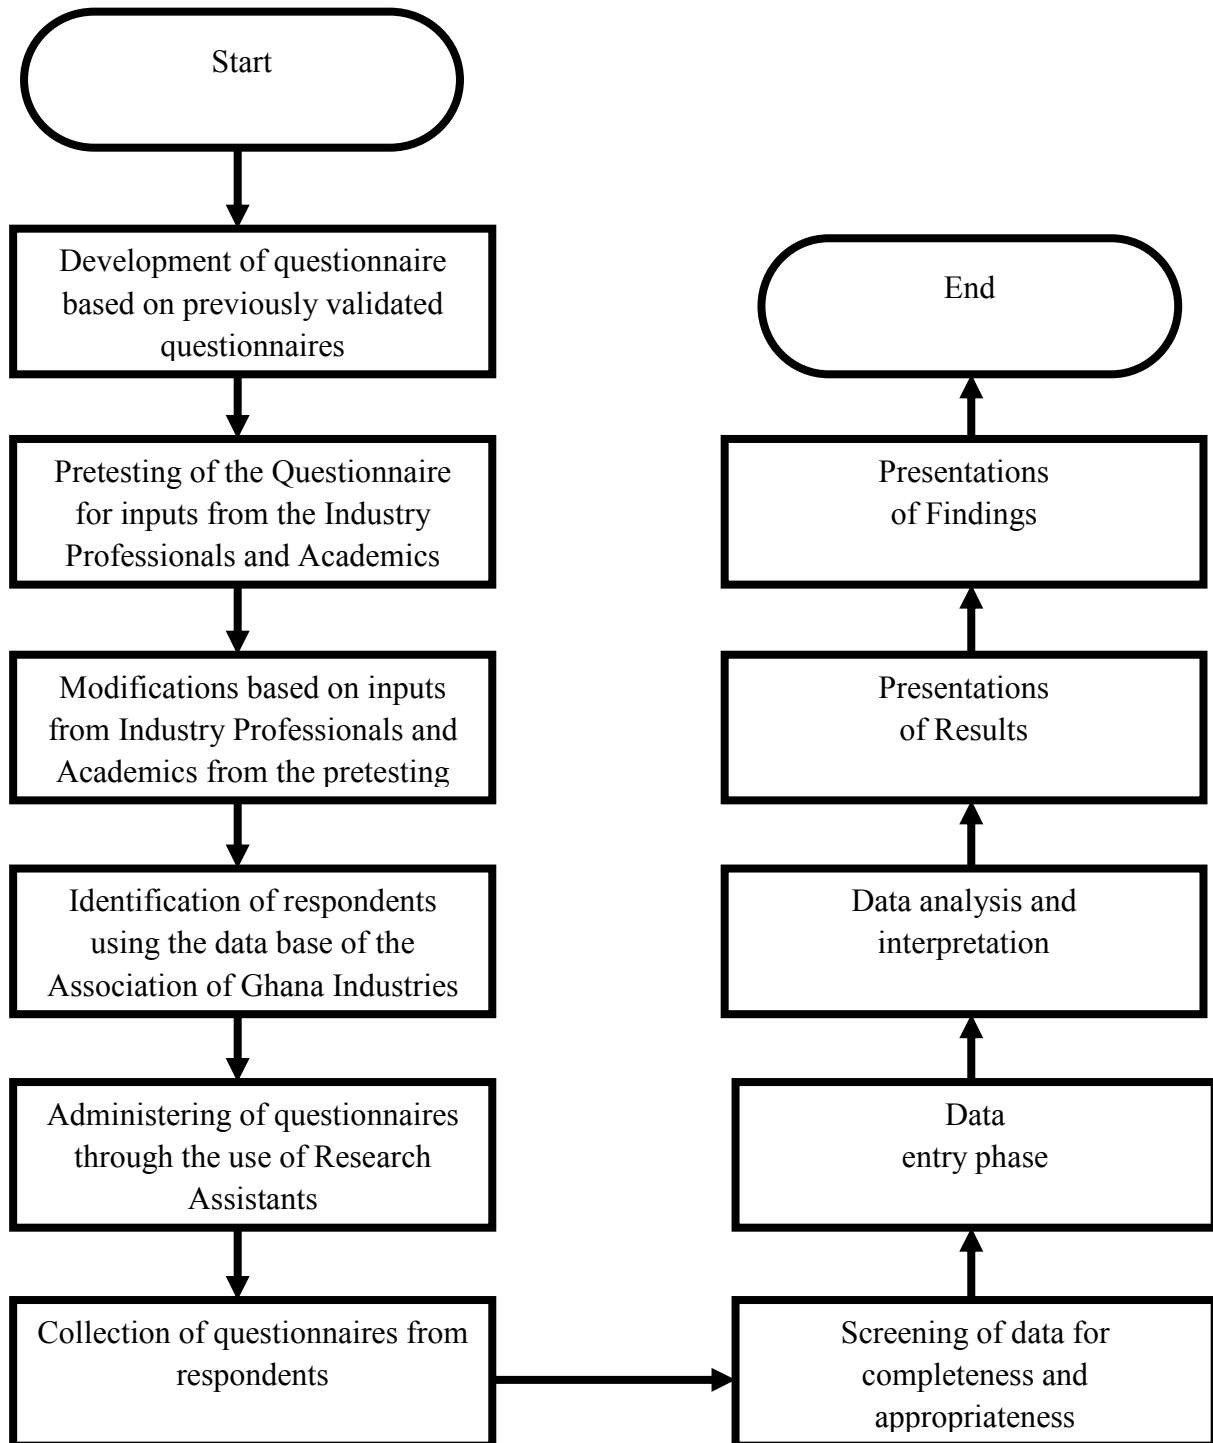 Start
Development of questionnaire
based on previously validated
questionnaires
Pretesting of the Questionnaire
for inputs from the Industry
Professionals and Academics
Modifications based on inputs
from Industry Professionals and
Academics from the pretesting
Identification of respondents
using the data base of the
Association of Ghana Industries
Administering of questionnaires
through the use of Research
Assistants
Collection of questionnaires from
respondents
Screening of data for
completeness and
appropriateness
Data
entry phase
Data analysis and
interpretation
Presentations
of Results
Presentations
of Findings
End